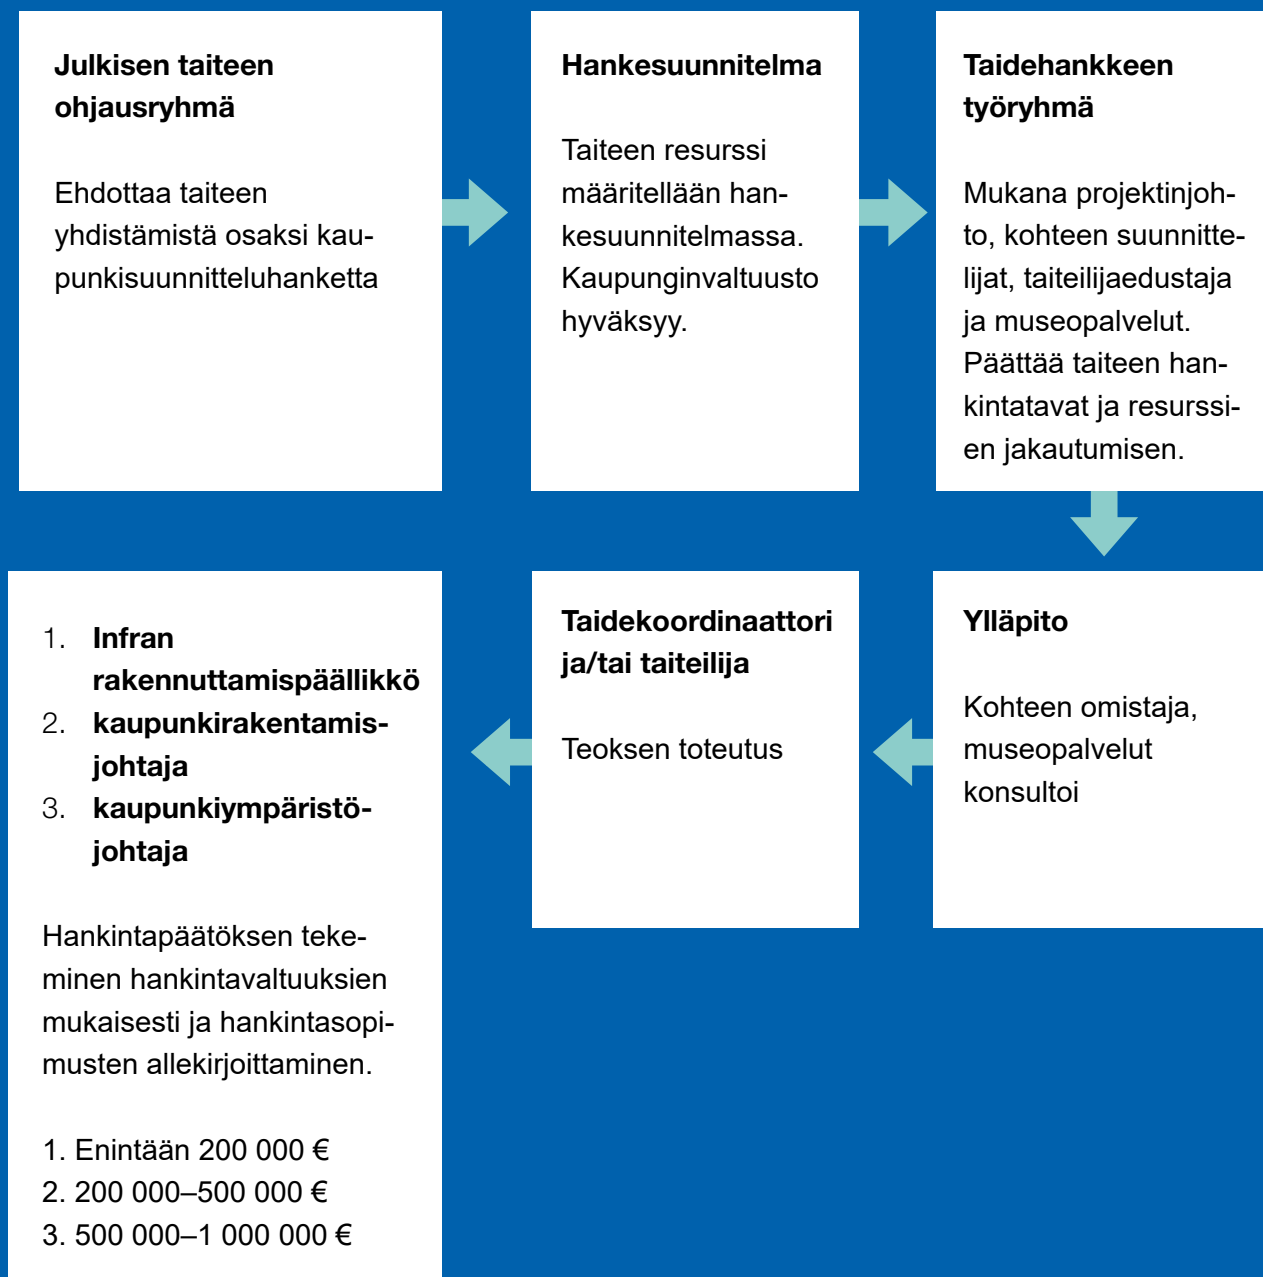 Julkisen taiteen
ohjausryhmä
Ehdottaa taiteen
yhdistämistä osaksi kau-
punkisuunnitteluhanketta
Hankesuunnitelma
Taiteen resurssi
määritellään han-
kesuunnitelmassa.
Kaupunginvaltuusto
hyväksyy.
Taidehankkeen
työryhmä
Mukana projektinjoh-
to, kohteen suunnitte-
lijat, taiteilijaedustaja
ja museopalvelut.
Päättää taiteen han-
kintatavat ja resurssi-
en jakautumisen.
Ylläpito
Kohteen omistaja,
museopalvelut
konsultoi
Taidekoordinaattori
ja/tai taiteilija
Teoksen toteutus
1. Infran
rakennuttamispäällikkö
2. kaupunkirakentamis-
johtaja
3. kaupunkiympäristö-
johtaja
Hankintapäätöksen teke-
minen hankintavaltuuksien
mukaisesti ja hankintasopi-
musten allekirjoittaminen.
1. Enintään 200 000 €
2. 200 000–500 000 €
3. 500 000–1 000 000 €